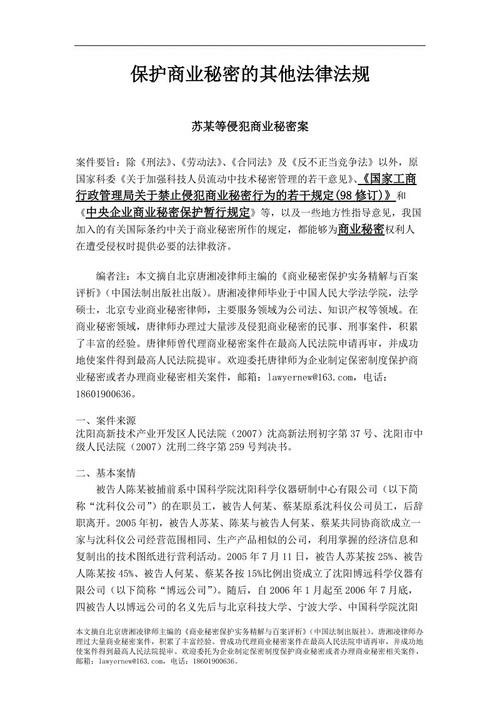 保护商业秘密的其他法律法规
苏某等侵犯商业秘密案
案件要旨：除《刑法》、《劳动法》、《合同法》及《反不正当竞争法》以外，原
国家科委《关于加强科技人员流动中技术秘密管理的若干意见》、《国家工商
行政管理局关于禁止侵犯商业秘密行为的若干规定(98 修订)》和
《中央企业商业秘密保护暂行规定》等，以及一些地方性指导意见，我国
加入的有关国际条约中关于商业秘密所作的规定，都能够为商业秘密权利人
在遭受侵权时提供必要的法律救济。
编者注：本文摘自北京唐湘凌律师主编的《商业秘密保护实务精解与百案
评析》（中国法制出版社出版）。唐湘凌律师毕业于中国人民大学法学院，法学
硕士，北京专业商业秘密律师，主要服务领域为公司法、知识产权等领域。在
商业秘密领域，唐律师办理过大量涉及侵犯商业秘密的民事、刑事案件，积累
了丰富的经验。唐律师曾代理商业秘密案件在最高人民法院申请再审，并成功
地使案件得到最高人民法院提审。欢迎委托唐律师为企业制定保密制度保护商
业秘密或者办理商业秘密相关案件，邮箱：lawyernew@163.com，电话：
18601900636。
一、案件来源
沈阳高新技术产业开发区人民法院（2007）沈高新法刑初字第 37 号、沈阳市中
级人民法院（2007）沈刑二终字第 259 号判决书。
二、基本案情
被告人陈某被捕前系中国科学院沈阳科学仪器研制中心有限公司（以下简
称“沈科仪公司”）的在职员工，被告人何某、蔡某原系沈科仪公司员工，后辞
职离开。2005 年初，被告人苏某、陈某与被告人何某、蔡某共同协商欲成立一
家与沈科仪公司经营范围相同、生产产品相似的公司，利用掌握的经济信息和
复制出的技术图纸进行营利活动。2005 年 7 月 11 日，被告人苏某按 25%、被告
人陈某按 45%、被告人何某、蔡某各按 15%比例出资成立了沈阳博远科学仪器有
限公司（以下简称“博远公司”）。随后，自 2006 年 1 月起至 2006 年 7 月底，
四被告人以博远公司的名义先后与北京科技大学、宁波大学、中国科学院沈阳
本文摘自北京唐湘凌律师主编的《商业秘密保护实务精解与百案评析》（中国法制出版社）。唐湘凌律师办
理过大量商业秘密案件，积累了丰富经验。曾成功代理商业秘密案件在最高人民法院申请再审，并成功地
使案件得到最高人民法院提审。欢迎委托为企业制定保密制度保护商业秘密或者办理商业秘密相关案件，
邮箱：lawyernew@163.com，电话：18601900636。